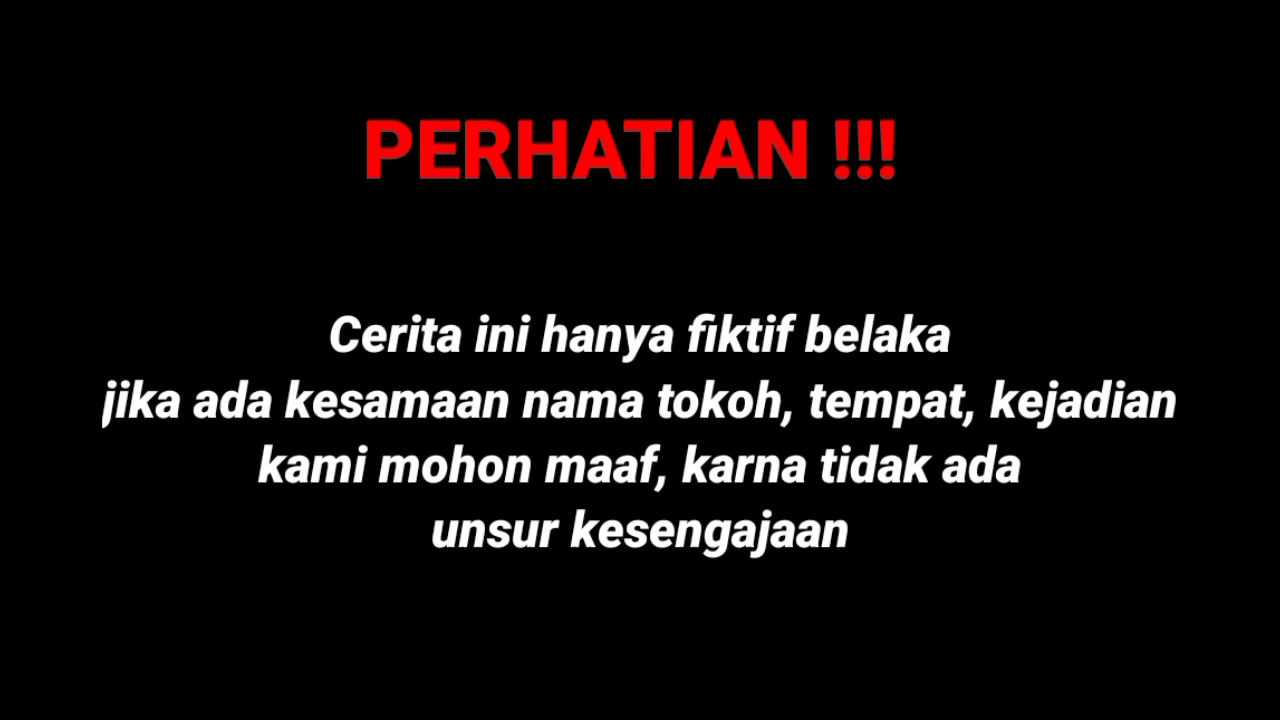 PERHATIAN !!!
Cerita ini hanya fiktif belaka
jika ada kesamaan nama tokoh, tempat, kejadian
kami mohon maaf, karna tidak ada
unsur kesengajaan